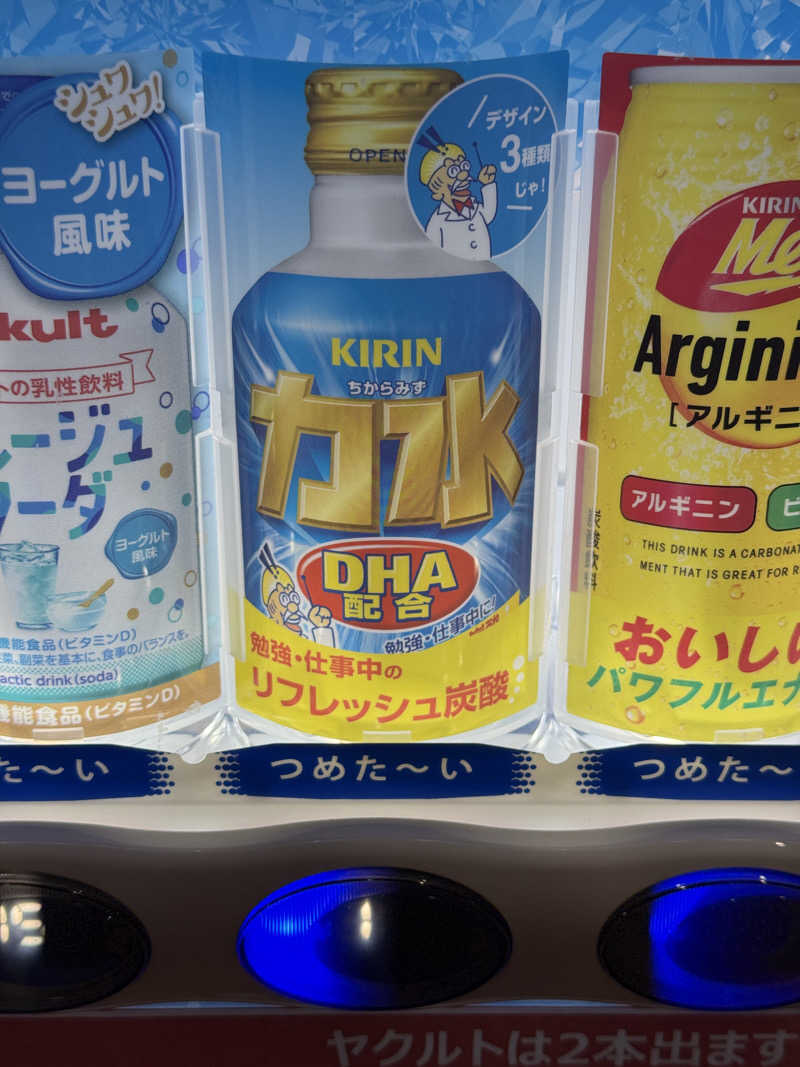 シュワ
シュワ!
ヨーグルト
風味
kult
トの乳性飲料
ージュ
ーダ
ヨーグルト
風味
機能食品(ビタミンD)
菜、副菜を基本に、食事のバランスを。
actic drink(soda)
機能食品(ビタミンD)
OPEN
デザイン
3種類
じゃ!
KIRIN
ちからみず
力水
DHA
配合
勉強・仕事中に!
勉強・仕事中の
リフレッシュ炭酸
KIRIN
Me
Argini
[アルギニ
アルギニン
ビ
炭酸飲料
THIS DRINK IS A CARBONAT
MENT THAT IS GREAT FOR R
おいしい
パワフルエナ
た〜い
つめた〜い
つめた〜
ヤクルトは2本出ます